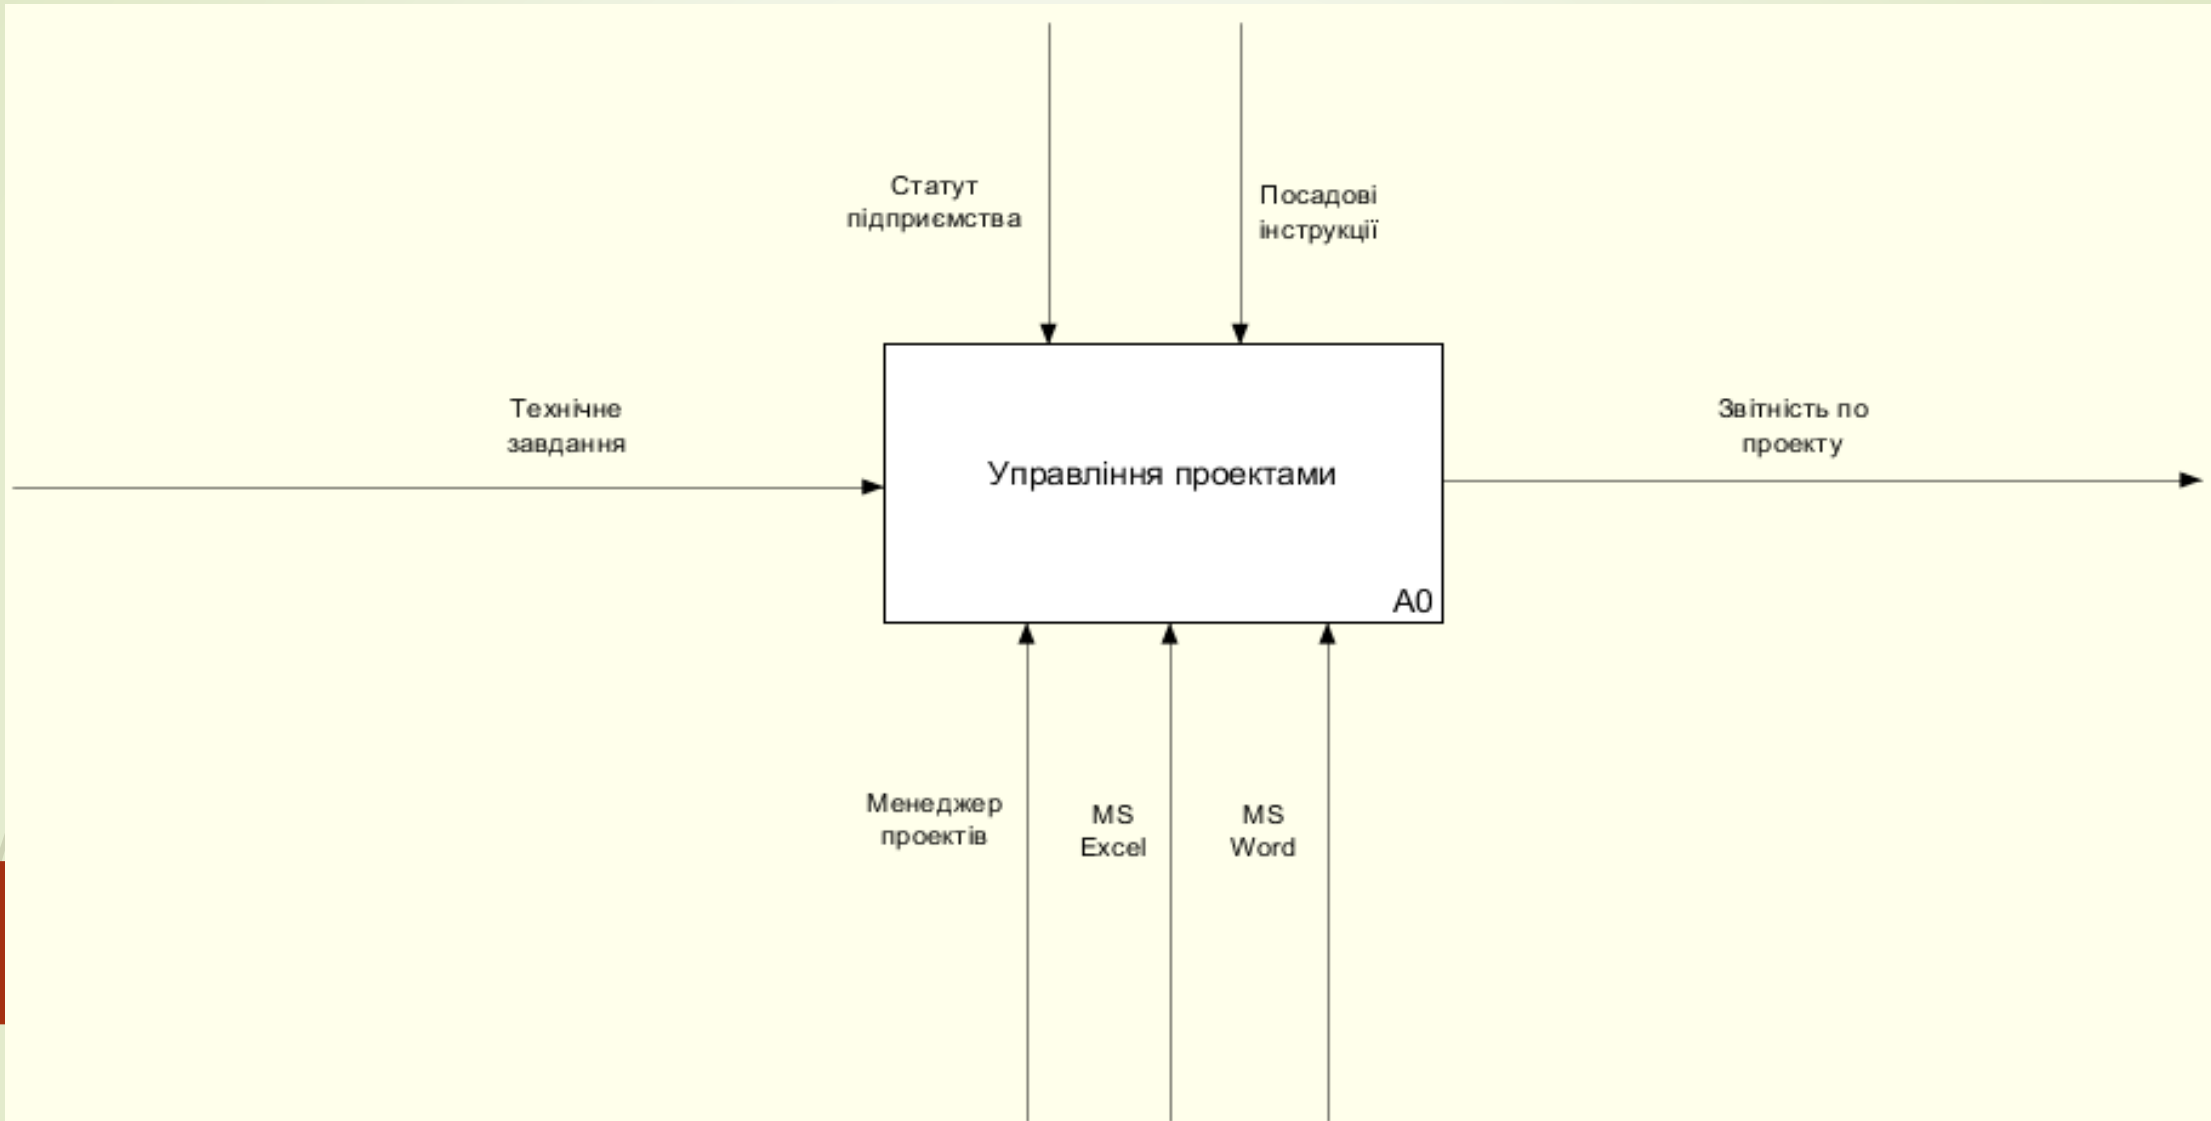 Статут
підприємства
Посадові
інструкції
Технічне
завдання
Звітність по
проекту
Управління проектами
A0
Менеджер
проектів
MS
Excel
MS
Word